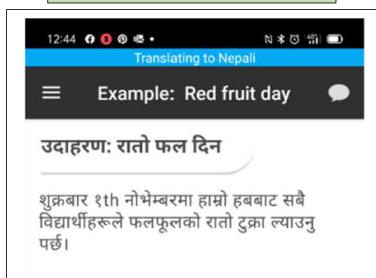 12:44
Translating to Nepali
Example: Red fruit day
उदाहरण: रातो फल दिन
शुक्रबार १th नोभेम्बरमा हाम्रो हबबाट सबै
विद्यार्थीहरूले फलफूलको रातो टुक्रा ल्याउनु
पर्छ।